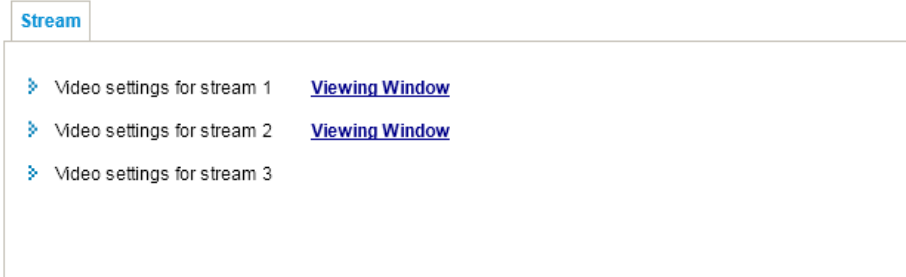 Stream
Video settings for stream 1 Viewing Window
Video settings for stream 2 Viewing Window
Video settings for stream 3